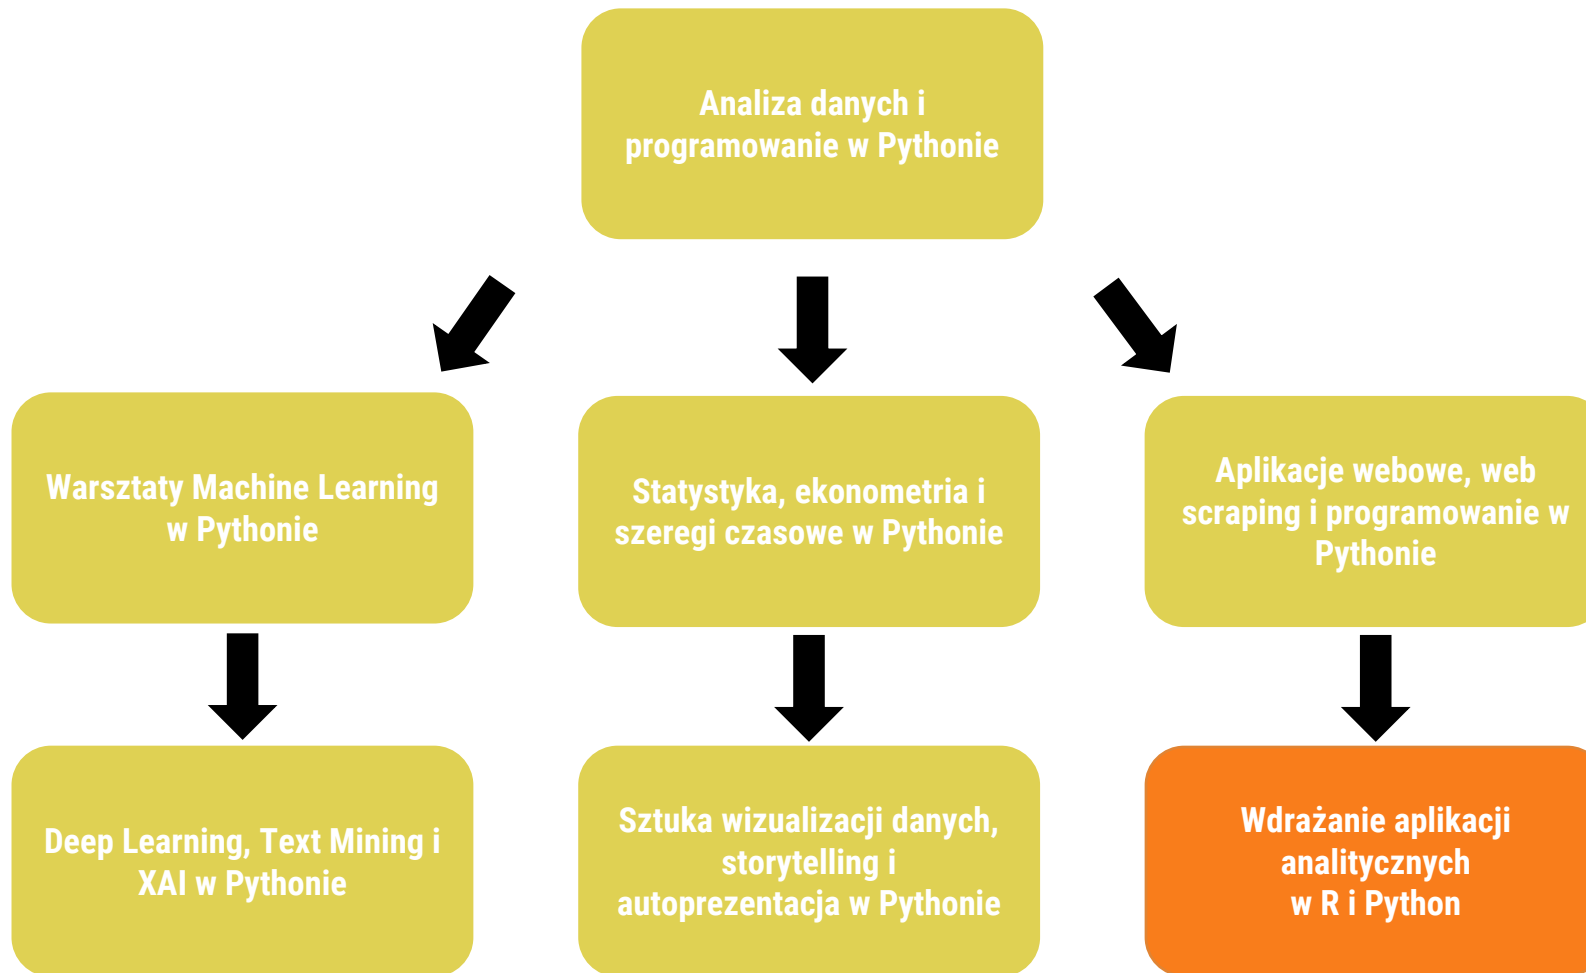 Analiza danych i
programowanie w Pythonie
Warsztaty Machine Learning
w Pythonie
Statystyka, ekonometria i
szeregi czasowe w Pythonie
Aplikacje webowe, web
scraping i programowanie w
Pythonie
Deep Learning, Text Mining i
XAI w Pythonie
Sztuka wizualizacji danych,
storytelling i
autoprezentacja w Pythonie
Wdrażanie aplikacji
analitycznych
w R i Python